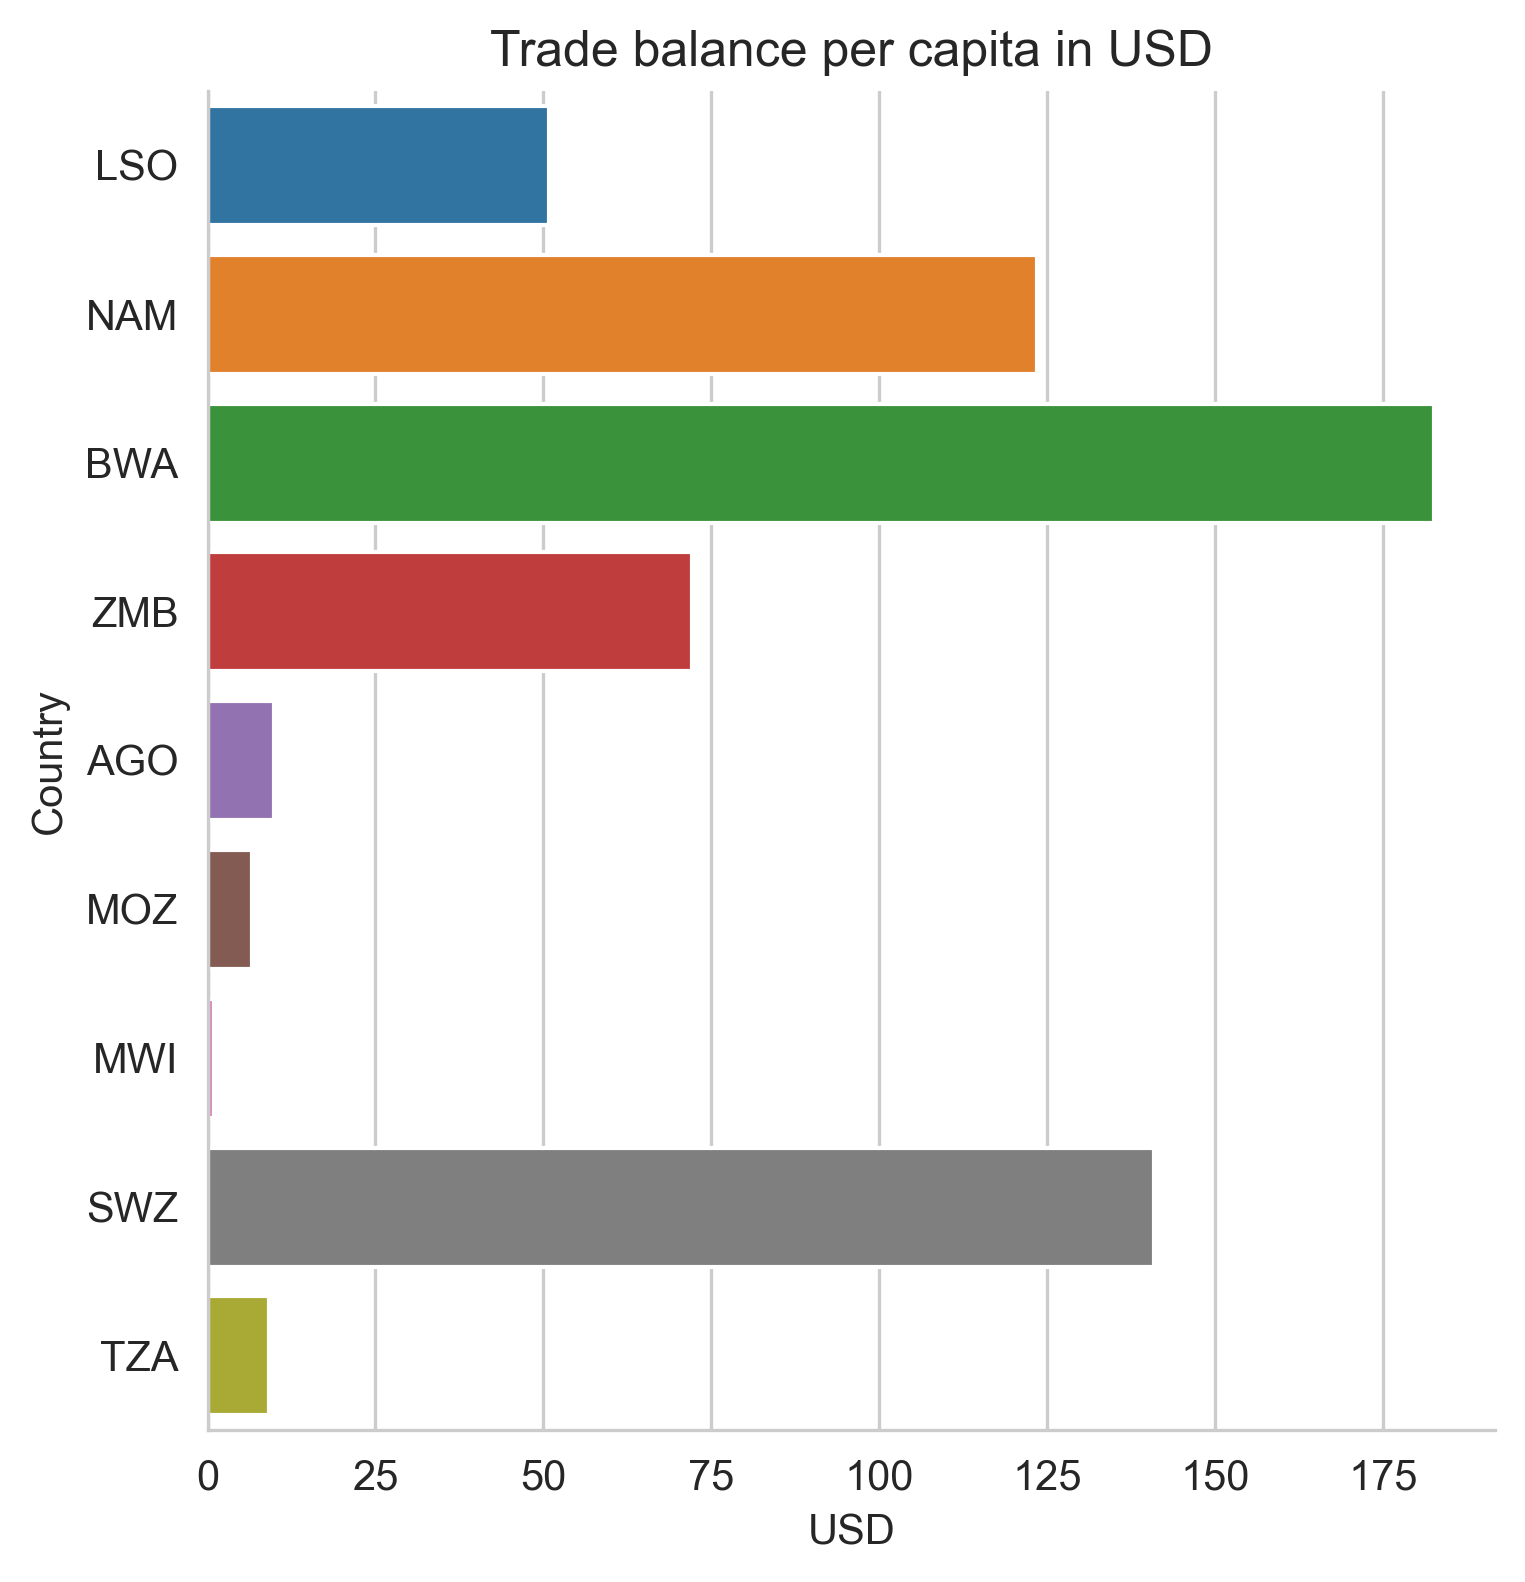 Trade balance per capita in USD
LSO
NAM
BWA
ZMB
AGO
MOZ
MWI
SWZ
TZA
Country
0 25 50 75 100 125 150 175
USD